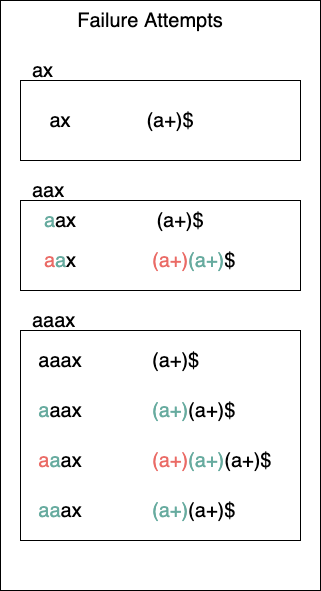 Failure Attempts
ax
ax (a+)$
aax
aax (a+)$
aax (a+)(a+)$
aaax
aaax (a+)$
aaax (a+)(a+)$
aaax (a+)(a+)(a+)$
aaax (a+)(a+)$